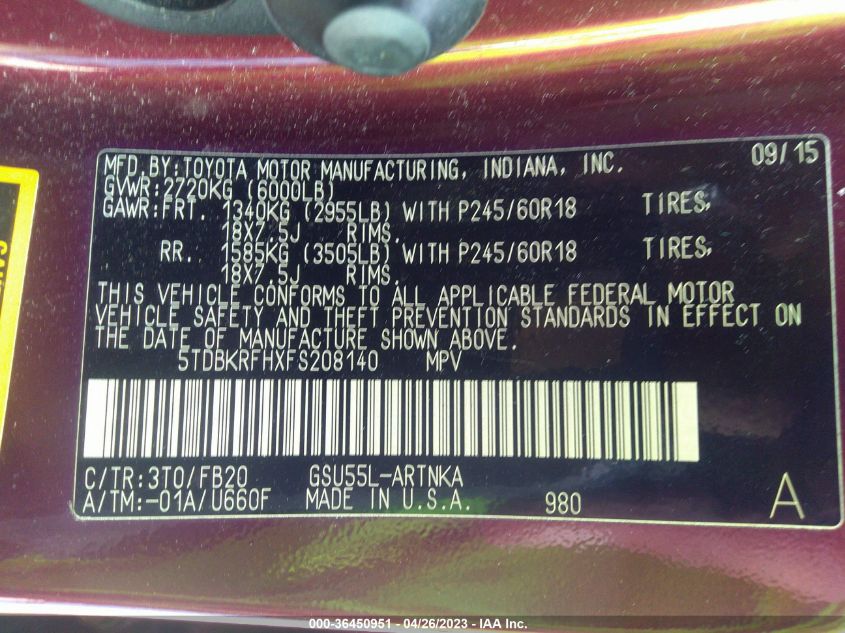 MFD.BY:TOYOTA MOTOR MANUFACTURING, INDIANA, INC. 09/15
GVWR:2720KG (6000LB)
GAWR:FRT. 1340KG (2955LB) WITH P245/60R18 TIRES,
18X7.5J RIMS.
RR. 1585KG (3505LB) WITH P245/60R18 TIRES,
18X7.5J RIMS.
THIS VEHICLE CONFORMS TO ALL APPLICABLE FEDERAL MOTOR
VEHICLE SAFETY AND THEFT PREVENTION STANDARDS IN EFFECT ON
THE DATE OF MANUFACTURE SHOWN ABOVE.
5TDBKRFHXFS208140 MPV
C/TR:3T0/FB20 GSU55L-ARTNKA
A/TM:-01A/U660F MADE IN U.S.A. 980 A
000-36450951 - 04/26/2023 - IAA Inc.